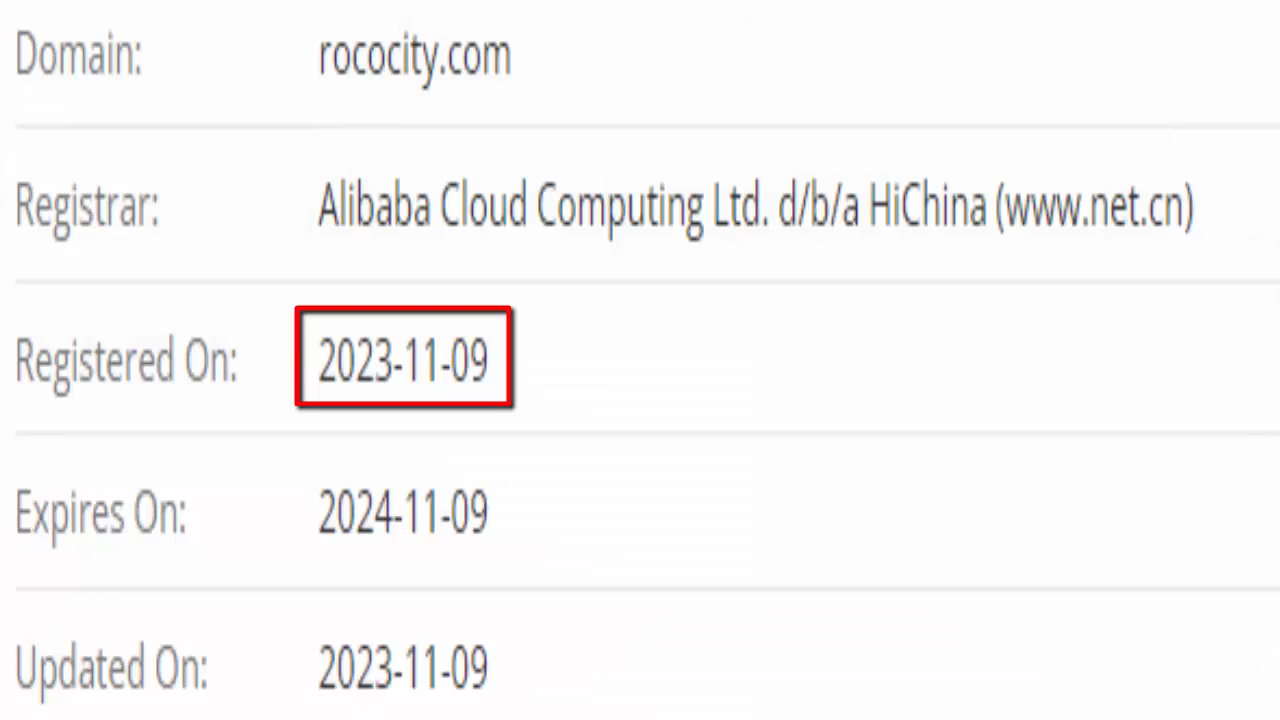 Domain: rococity.com
Registrar: Alibaba Cloud Computing Ltd. d/b/a HiChina (www.net.cn)
Registered On: 2023-11-09
Expires On: 2024-11-09
Updated On: 2023-11-09